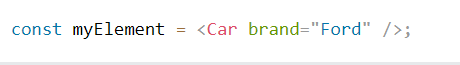 const myElement = <Car brand="Ford" />;